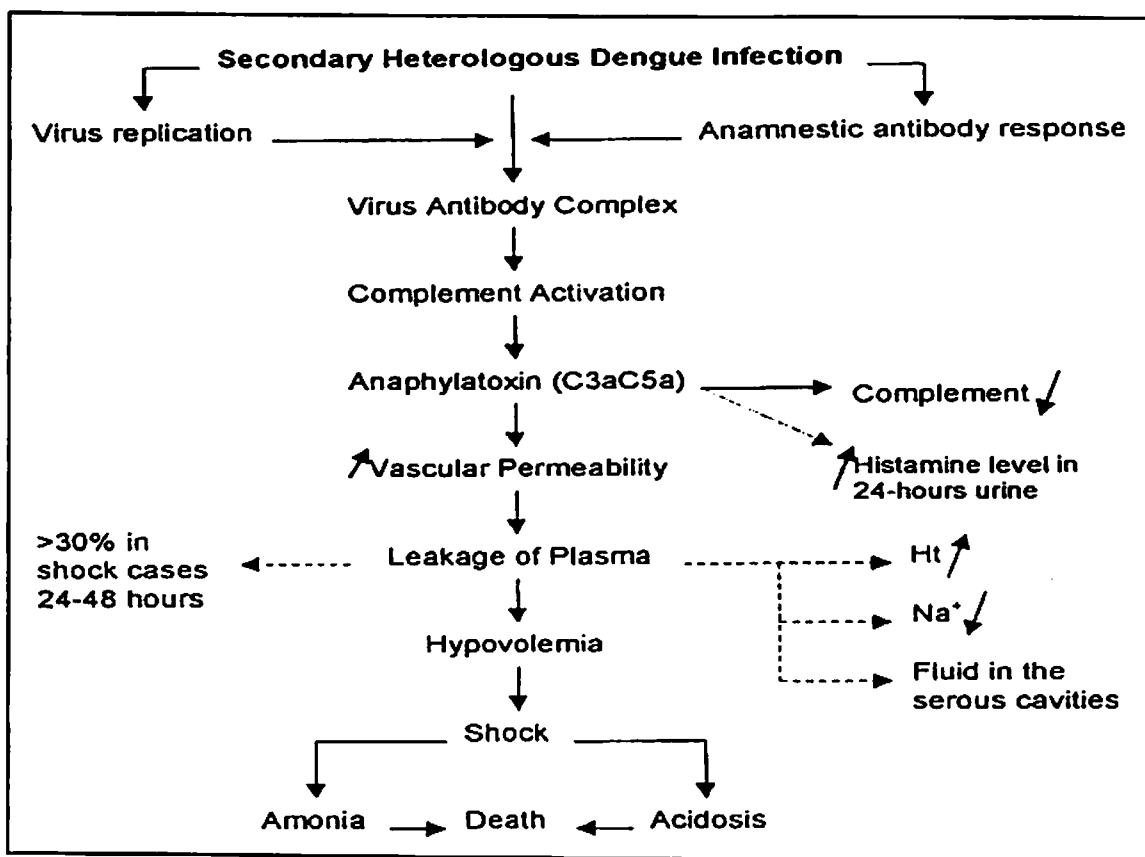 Secondary Heterologous Dengue Infection
Virus replication
Anamnestic antibody response
Virus Antibody Complex
Complement Activation
Anaphylatoxin (C3aC5a)
Complement
Vascular Permeability
Histamine level in
24-hours urine
>30% in
shock cases
24-48 hours
Leakage of Plasma
Ht
Na⁺
Hypovolemia
Fluid in the
serous cavities
Shock
Amonia
Death
Acidosis